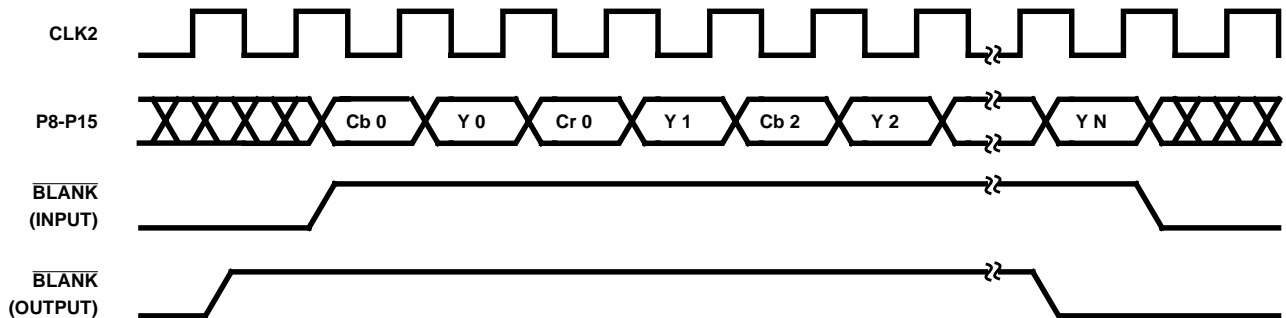 CLK2
P8-P15
Cb 0 Y 0 Cr 0 Y 1 Cb 2 Y 2 Y N
BLANK
(INPUT)
BLANK
(OUTPUT)